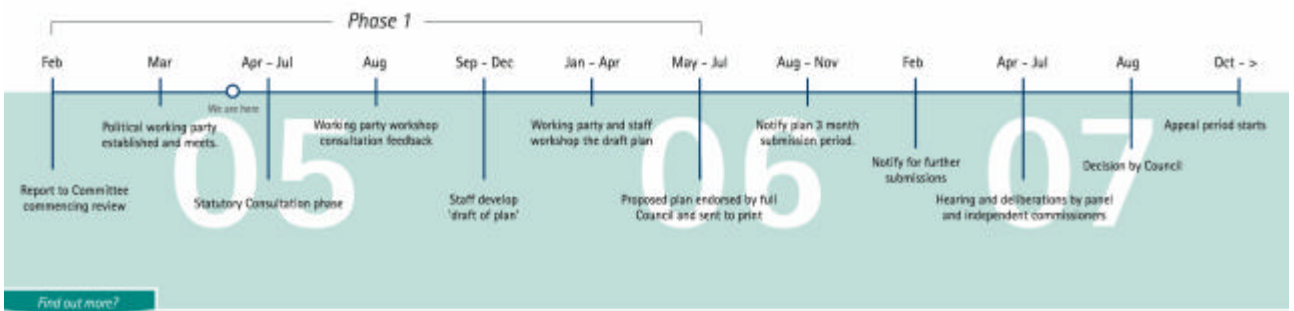 Phase 1
Feb
Mar
Apr - Jul
Aug
Sep - Dec
Jan - Apr
May - Jul
Aug - Nov
Feb
Apr - Jul
Aug
Oct - >
We are here
05
06
07
Report to Committee
commencing review
Political working party
established and meets.
Statutory Consultation phase
Working party workshop
consultation feedback
Staff develop
'draft of plan'
Working party and staff
workshop the draft plan
Proposed plan endorsed by full
Council and sent to print
Notify plan 3 month
submission period.
Notify for further
submissions
Hearing and deliberations by panel
and independent commissioners
Decision by Council
Appeal period starts
Find out more?